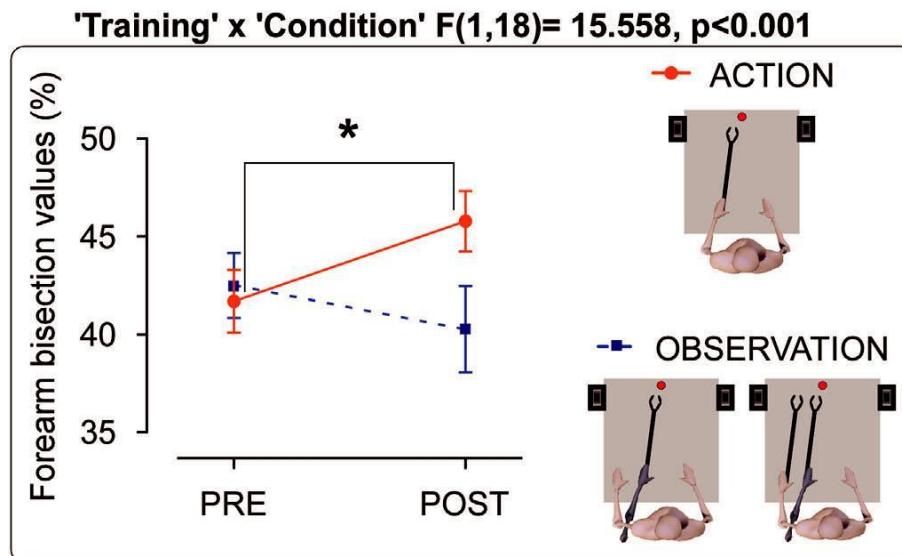 'Training' x 'Condition' F(1,18)= 15.558, p<0.001
Forearm bisection values (%)
50
45
40
35
*
PRE
POST
ACTION
OBSERVATION